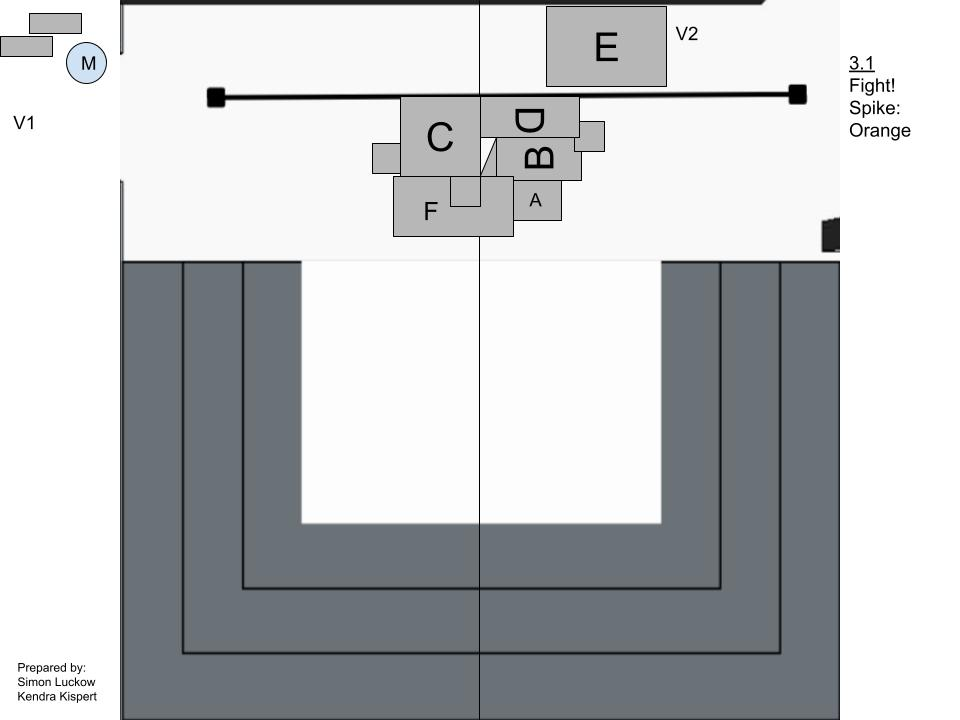 M
V1
E
V2
3.1
Fight!
Spike:
Orange
C
D
B
F
A
Prepared by:
Simon Luckow
Kendra Kispert